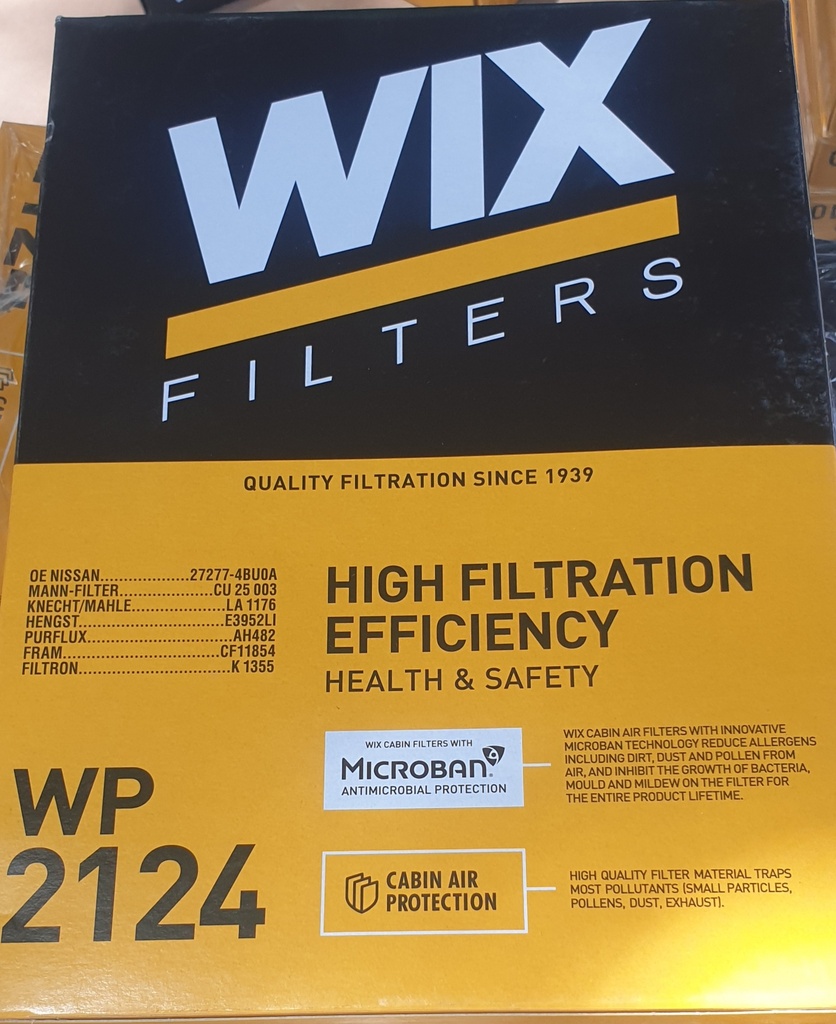 WIX
FILTERS
QUALITY FILTRATION SINCE 1939
OE NISSAN....................27277-4BU0A
MANN-FILTER.....................CU 25 003
KNECHT/MAHLE.....................LA 1176
HENGST.................................E3952LI
PURFLUX.................................AH482
FRAM....................................CF11854
FILTRON...................................K 1355
HIGH FILTRATION
EFFICIENCY
HEALTH & SAFETY
WIX CABIN FILTERS WITH
MICROBAN®
ANTIMICROBIAL PROTECTION
WIX CABIN AIR FILTERS WITH INNOVATIVE
MICROBAN TECHNOLOGY REDUCE ALLERGENS
INCLUDING DIRT, DUST AND POLLEN FROM
AIR, AND INHIBIT THE GROWTH OF BACTERIA,
MOULD AND MILDEW ON THE FILTER FOR
THE ENTIRE PRODUCT LIFETIME.
WP
2124
CABIN AIR
PROTECTION
HIGH QUALITY FILTER MATERIAL TRAPS
MOST POLLUTANTS (SMALL PARTICLES,
POLLENS, DUST, EXHAUST).